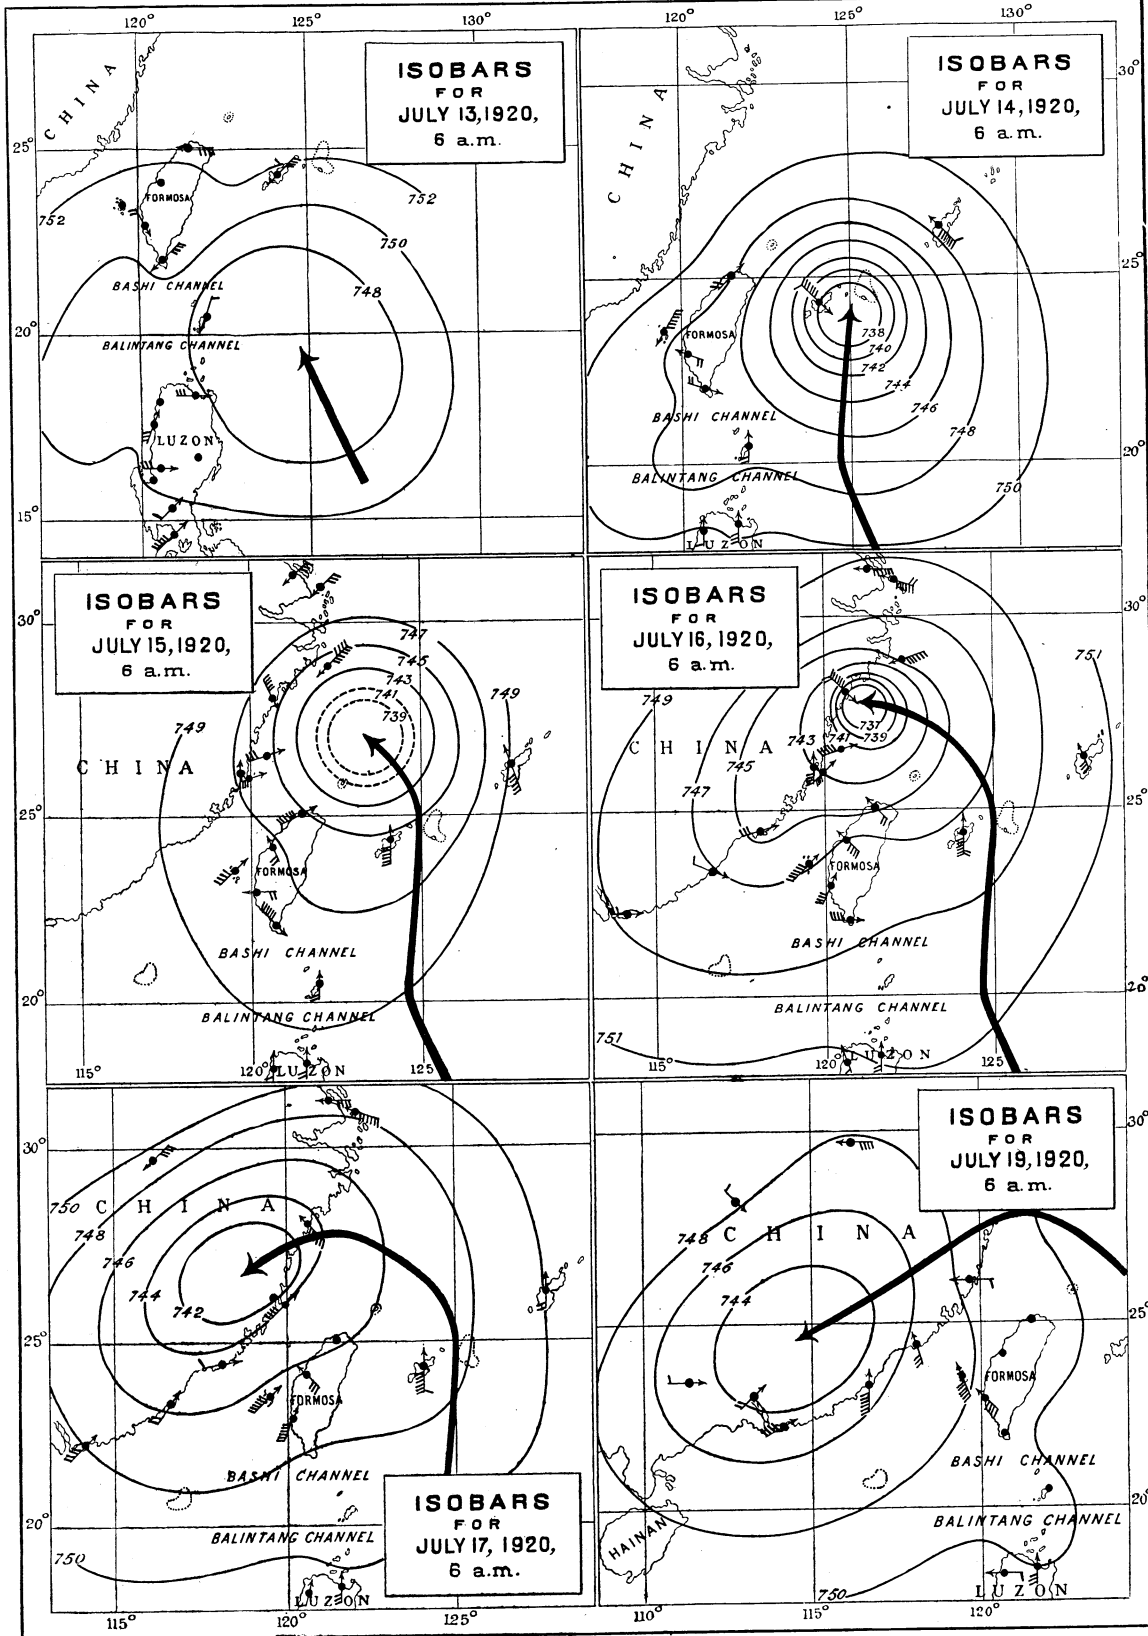 120° 125° 130°
ISOBARS
FOR
JULY 13, 1920,
6 a.m.
CHINA
25°
FORMOSA
752
752
750
BASHI CHANNEL
748
20°
BALINTANG CHANNEL
LUZON
15°
120° 125° 130°
ISOBARS
FOR
JULY 14, 1920,
6 a.m.
30°
CHINA
25°
FORMOSA
738
740
742
744
746
BASHI CHANNEL
748
20°
BALINTANG CHANNEL
750
LUZON
ISOBARS
FOR
JULY 15, 1920,
6 a.m.
30°
747
745
743
741
739
749
749
CHINA
25°
FORMOSA
BASHI CHANNEL
20°
BALINTANG CHANNEL
115° 120° 125
LUZON
ISOBARS
FOR
JULY 16, 1920,
6 a.m.
30°
751
749
737
739
741
743
CHINA
745
747
25°
FORMOSA
BASHI CHANNEL
20°
BALINTANG CHANNEL
751
115° 120° 125
LUZON
30°
750
CHINA
748
746
744
742
25°
FORMOSA
BASHI CHANNEL
ISOBARS
FOR
JULY 17, 1920,
6 a.m.
20°
BALINTANG CHANNEL
750
LUZON
115° 120° 125°
ISOBARS
FOR
JULY 19, 1920,
6 a.m.
30°
748
CHINA
746
744
25°
FORMOSA
BASHI CHANNEL
20°
BALINTANG CHANNEL
HAINAN
750
LUZON
110° 115° 120°